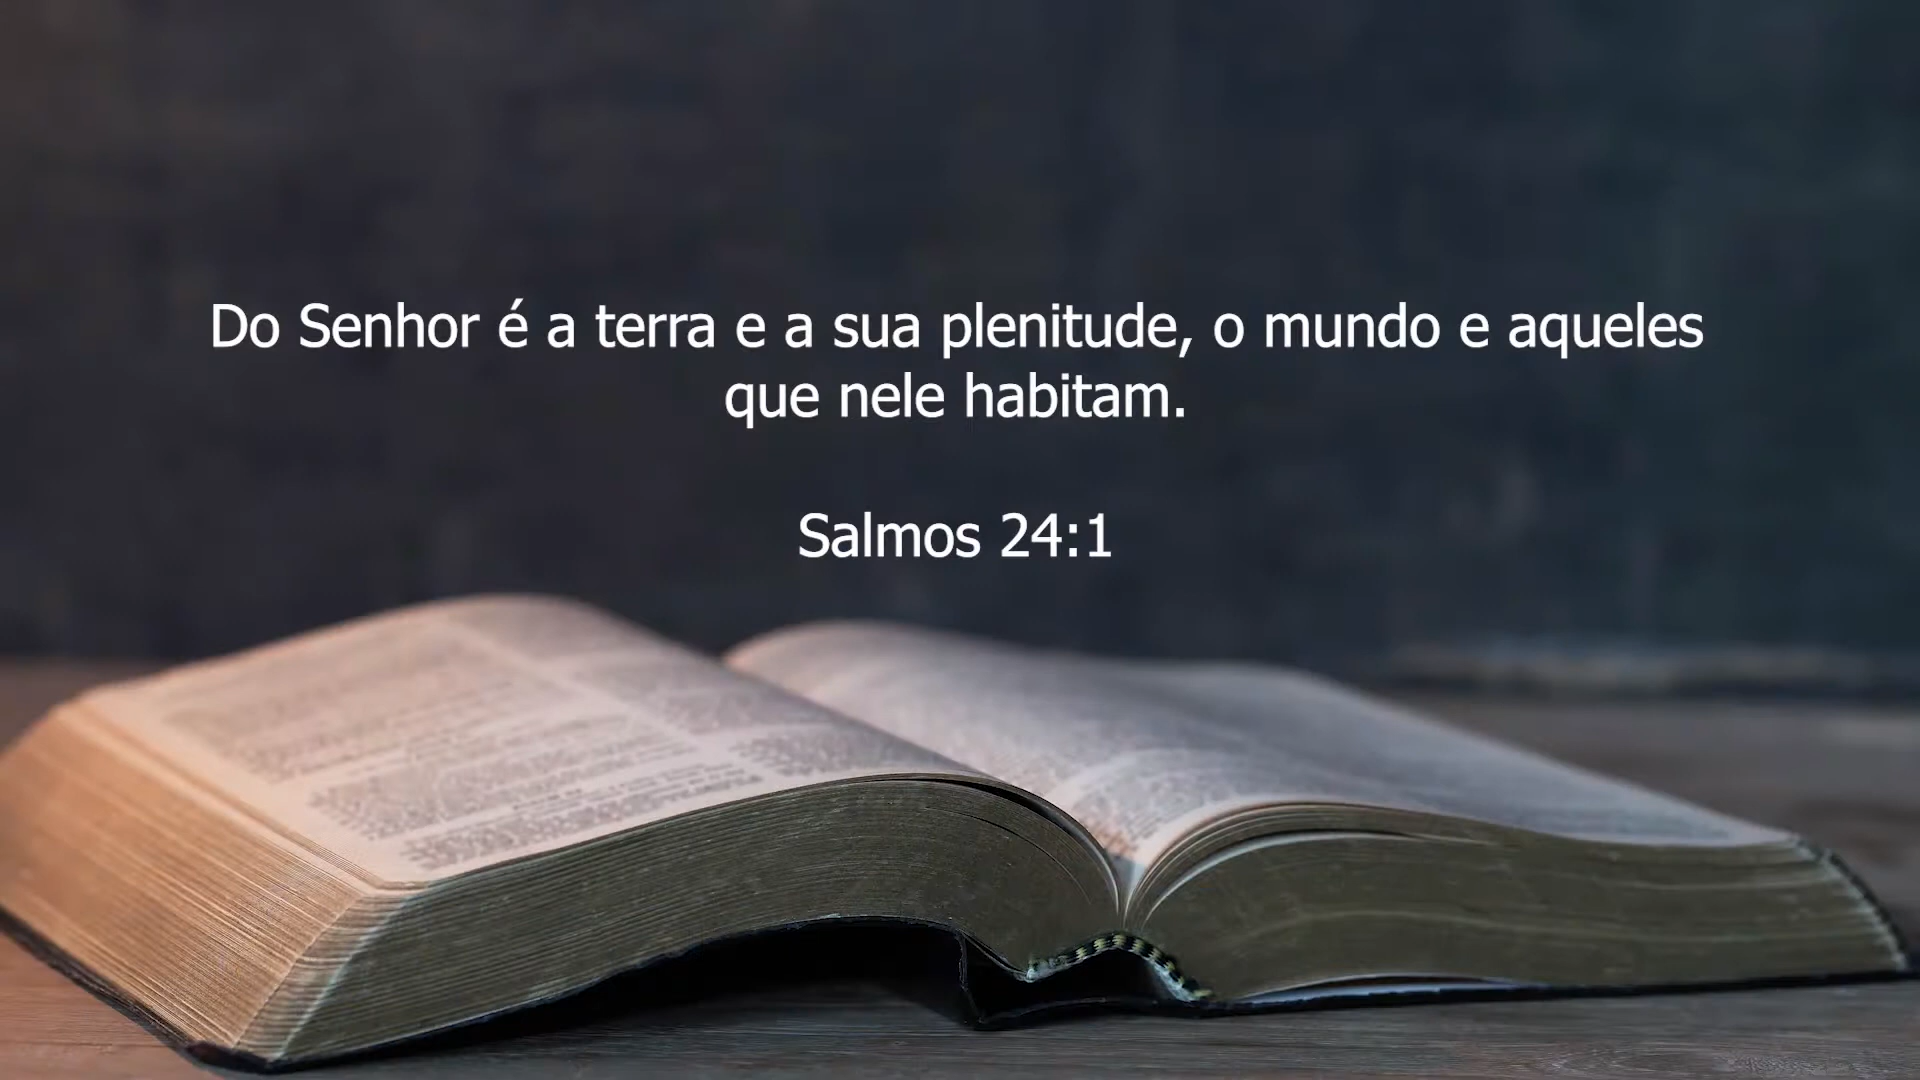 Do Senhor é a terra e a sua plenitude, o mundo e aqueles
que nele habitam.
Salmos 24:1